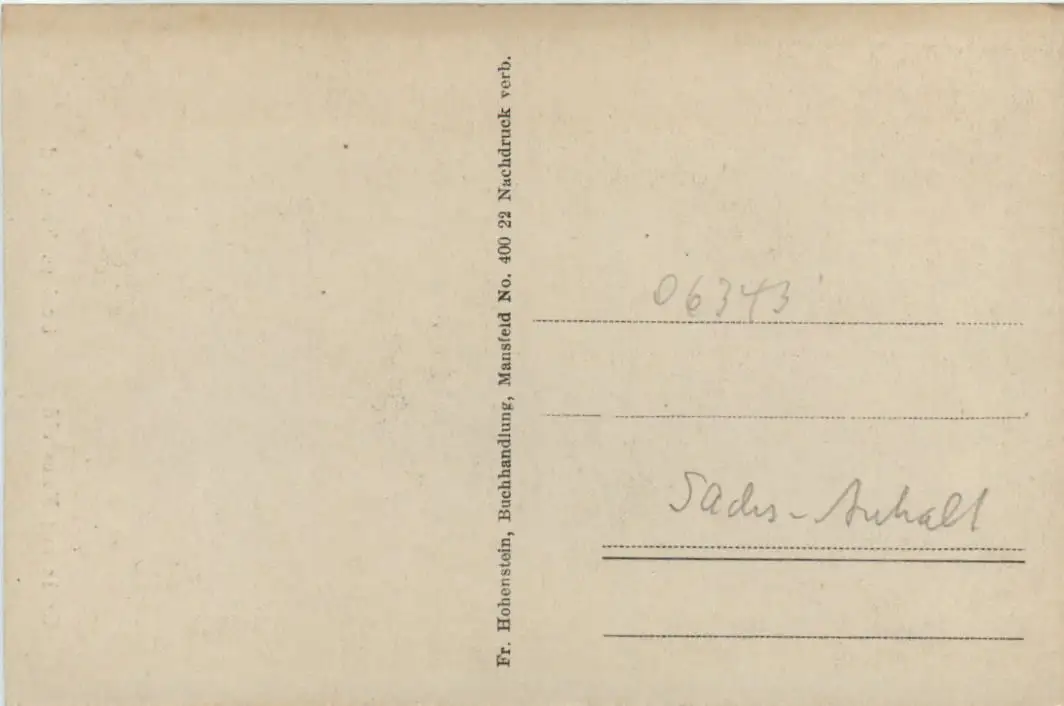 Fr. Hohenstein, Buchhandlung, Mansfeld No. 400 22 Nachdruck verb.
06343
Sachs-Anhalt